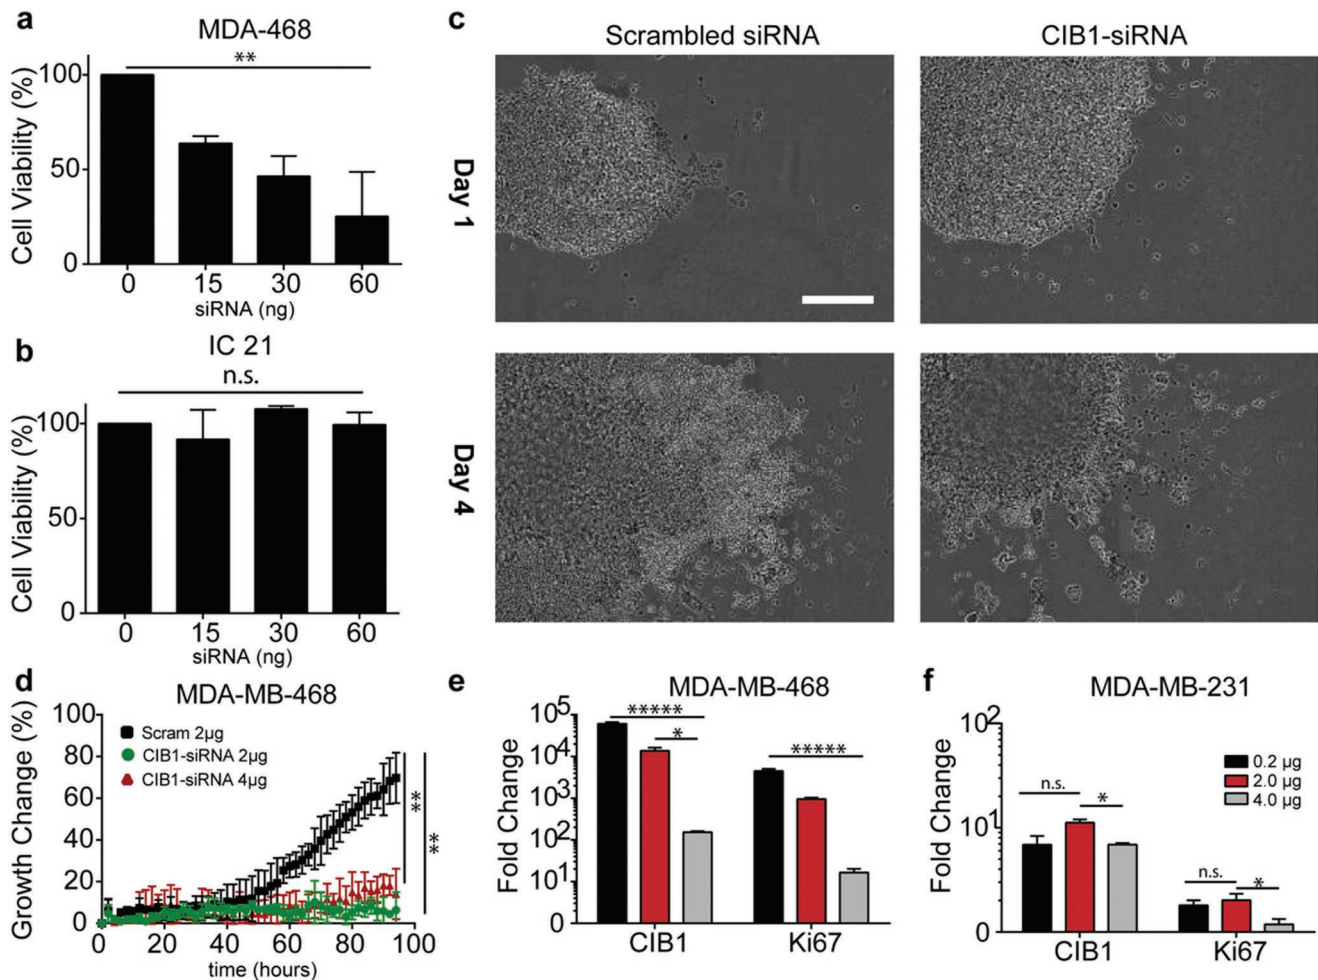 a
MDA-468
**
Cell Viability (%)
100
50
0
0 15 30 60
siRNA (ng)
b
IC 21
n.s.
Cell Viability (%)
100
50
0
0 15 30 60
siRNA (ng)
c
Scrambled siRNA CIB1-siRNA
Day 1
Day 4
d
MDA-MB-468
Growth Change (%)
100
80
60
40
20
0
Scram 2µg
CIB1-siRNA 2µg
CIB1-siRNA 4µg
**
**
0 20 40 60 80 100
time (hours)
e
MDA-MB-468
Fold Change
10^5
10^4
10^3
10^2
10^1
0
*****
*
*****
CIB1 Ki67
f
MDA-MB-231
Fold Change
10^2
10^1
0
n.s.
*
n.s.
*
0.2 µg
2.0 µg
4.0 µg
CIB1 Ki67